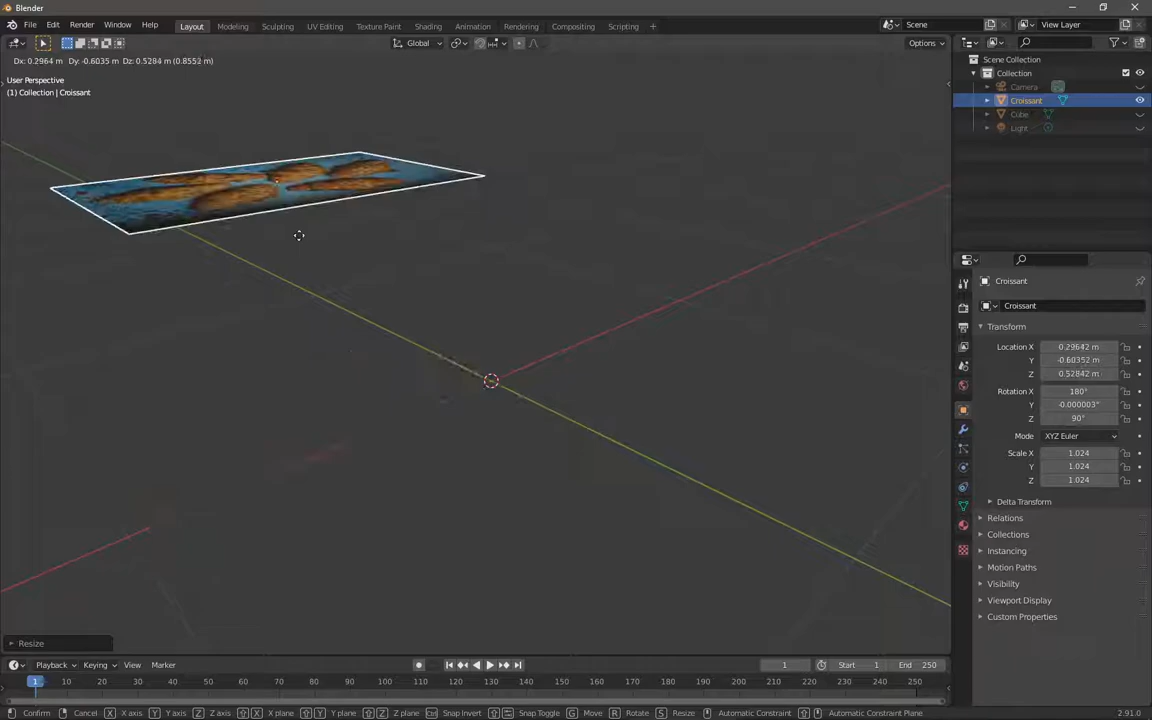 Blender
File Edit Render Window Help Layout Modeling Sculpting UV Editing Texture Paint Shading Animation Rendering Compositing Scripting + Scene View Layer
Global Options
Dx: 0.2964 m Dy: -0.6035 m Dz: 0.5284 m (0.8552 m)
User Perspective
(1) Collection | Croissant
Scene Collection
Collection
Camera
Croissant
Cube
Light
Croissant
Croissant
Transform
Location X 0.29642 m
Y -0.60352 m
Z 0.52842 m
Rotation X 180°
Y -0.000003°
Z 90°
Mode XYZ Euler
Scale X 1.024
Y 1.024
Z 1.024
Delta Transform
Relations
Collections
Instancing
Motion Paths
Visibility
Viewport Display
Custom Properties
Resize
Playback Keying View Marker 1 Start 1 End 250
1 10 20 30 40 50 60 70 80 90 100 110 120 130 140 150 160 170 180 190 200 210 220 230 240 250
Confirm Cancel X X axis Y Y axis Z Z axis X X plane Y Y plane Z Z plane Ctrl Snap Invert Snap Toggle G Move R Rotate S Resize Automatic Constraint Automatic Constraint Plane 2.91.0